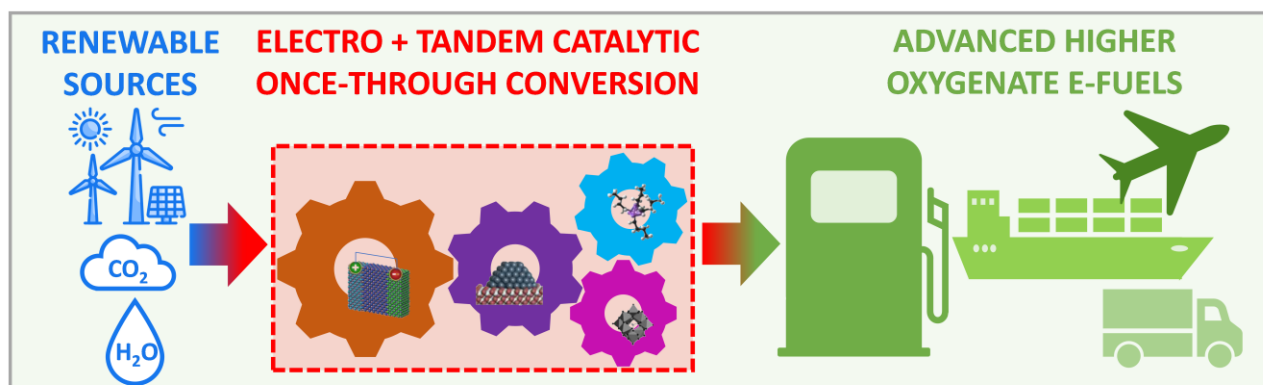 RENEWABLE
SOURCES
CO₂
H₂O
ELECTRO + TANDEM CATALYTIC
ONCE-THROUGH CONVERSION
+
-
ADVANCED HIGHER
OXYGENATE E-FUELS